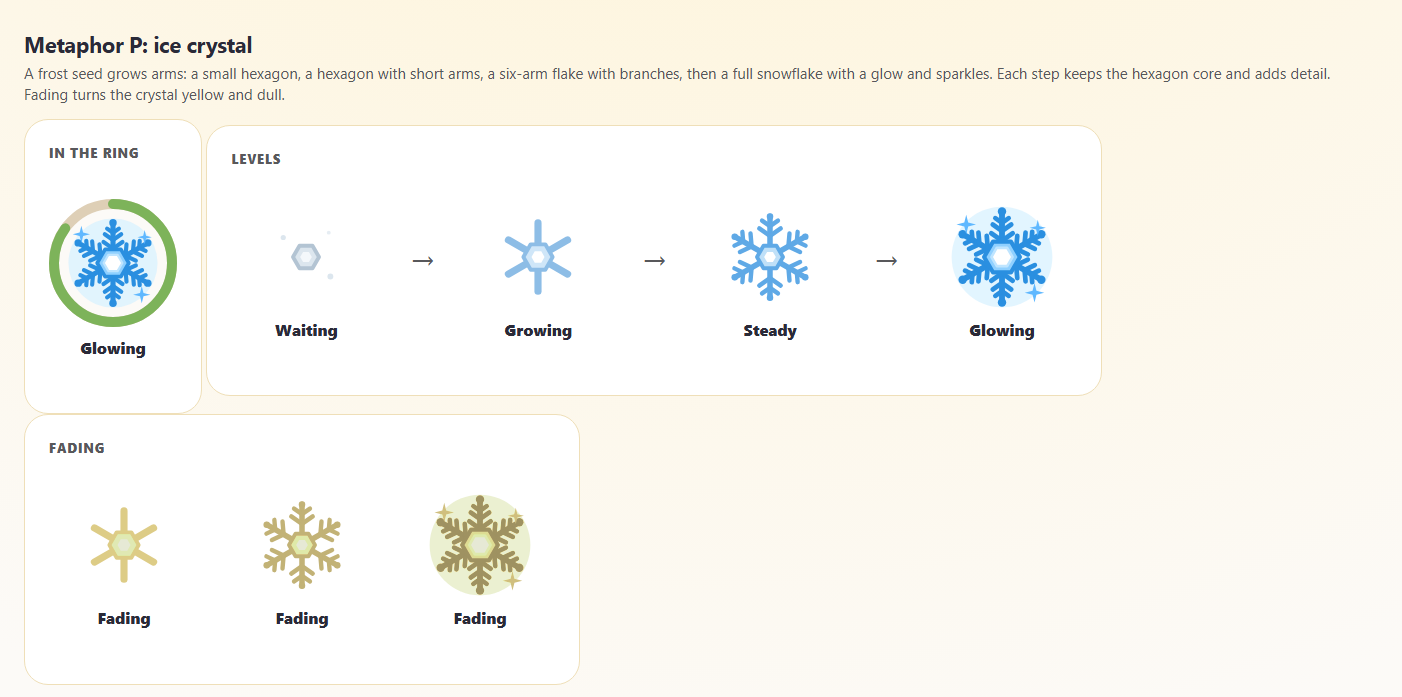 Metaphor P: ice crystal
A frost seed grows arms: a small hexagon, a hexagon with short arms, a six-arm flake with branches, then a full snowflake with a glow and sparkles. Each step keeps the hexagon core and adds detail.
Fading turns the crystal yellow and dull.
IN THE RING
Glowing
LEVELS
Waiting
→
Growing
→
Steady
→
Glowing
FADING
Fading
Fading
Fading